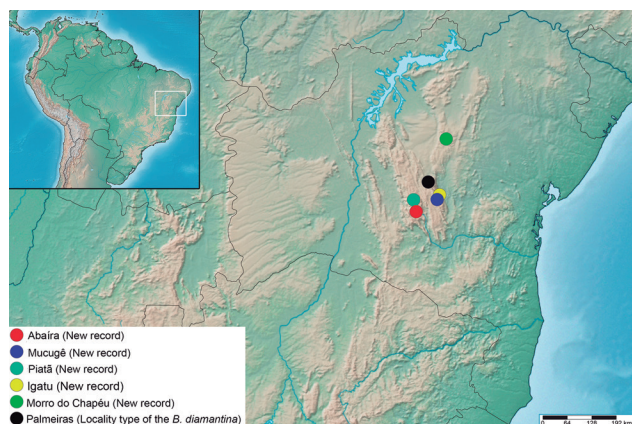 Abaíra (New record)
Mucugê (New record)
Piatã (New record)
Igatu (New record)
Morro do Chapéu (New record)
Palmeiras (Locality type of the B. diamantina)
0 64 128 192 km